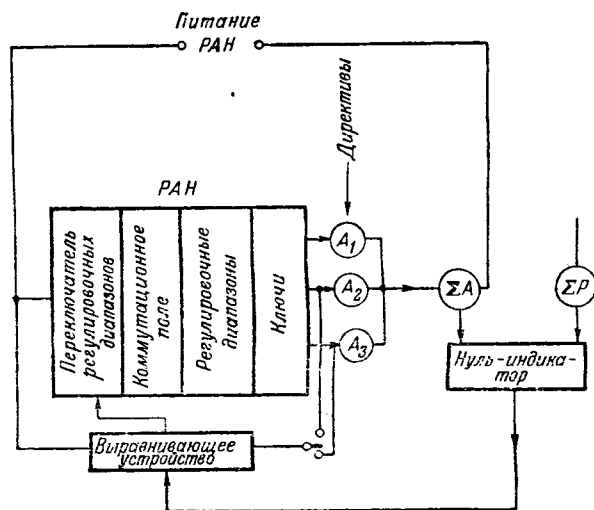 Питание
РАН
Директивы
РАН
Переключатель
регулировочных
диапазонов
Коммутационное
поле
Регулировочные
диапазоны
Ключи
A1
A2
A3
ΣA
ΣP
Нуль-индика-
тор
Выравнивающее
устройство